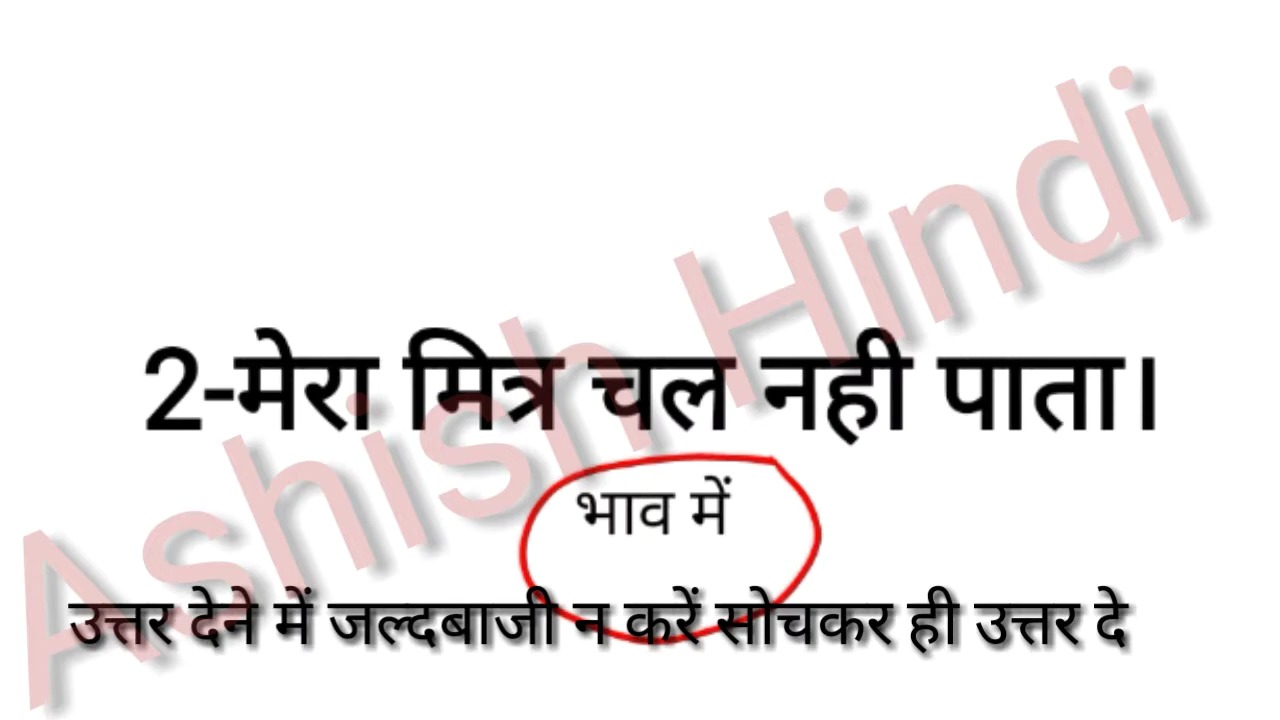 Ashish Hindi
2-मेरा मित्र चल नही पाता।
भाव में
उत्तर देने में जल्दबाजी न करें सोचकर ही उत्तर दे